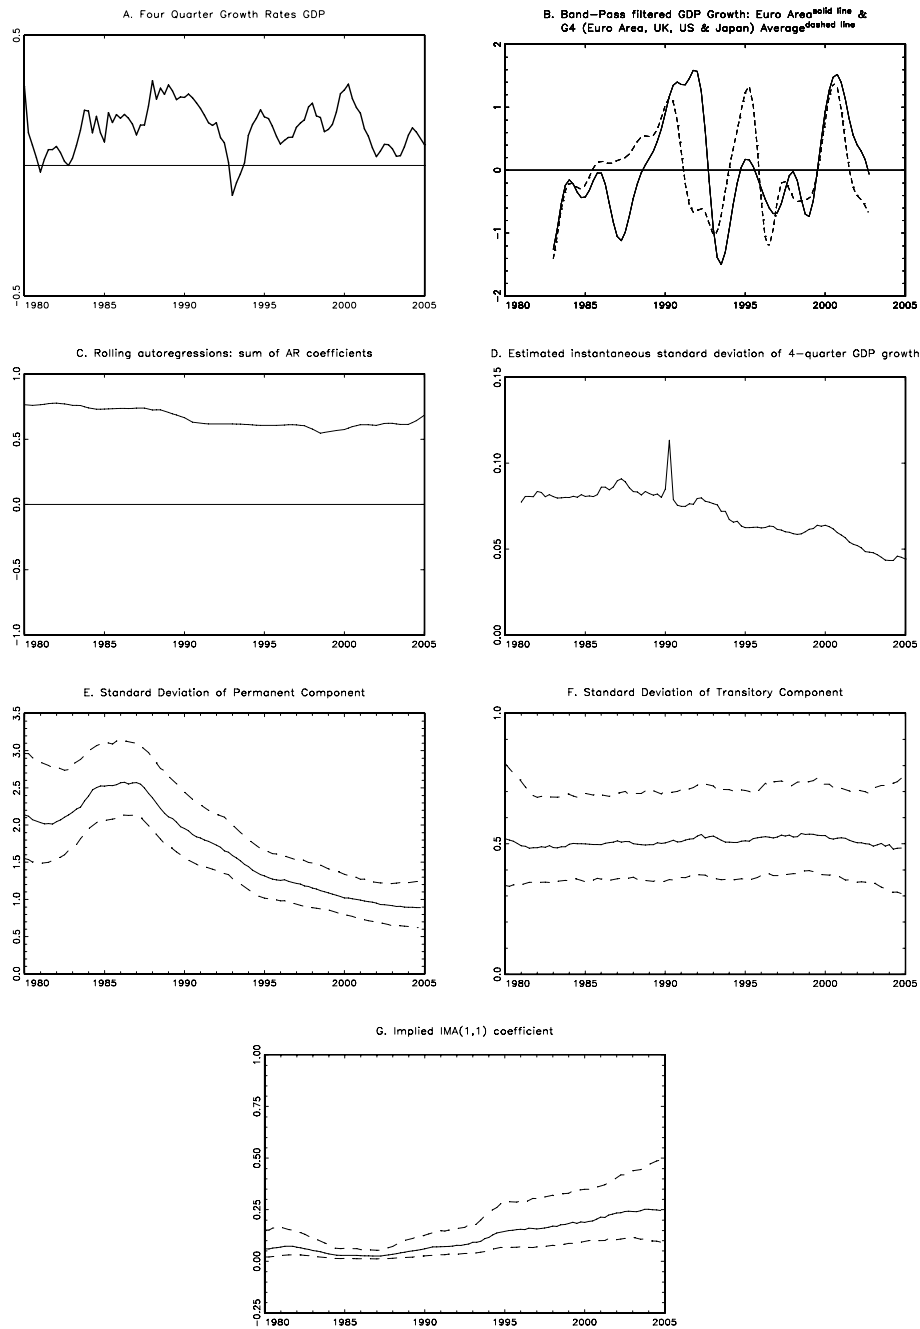 A. Four Quarter Growth Rates GDP
0.5
-0.5
1980 1985 1990 1995 2000 2005
B. Band-Pass filtered GDP Growth: Euro Area solid line &
G4 (Euro Area, UK, US & Japan) Average dashed line
2
1
0
-1
-2
1980 1985 1990 1995 2000 2005
C. Rolling autoregressions: sum of AR coefficients
1.0
0.5
0.0
-0.5
-1.0
1980 1985 1990 1995 2000 2005
D. Estimated instantaneous standard deviation of 4-quarter GDP growth
0.15
0.10
0.05
0.00
1980 1985 1990 1995 2000 2005
E. Standard Deviation of Permanent Component
3.5
3.0
2.5
2.0
1.5
1.0
0.5
0.0
1980 1985 1990 1995 2000 2005
F. Standard Deviation of Transitory Component
1.0
0.5
0.0
1980 1985 1990 1995 2000 2005
G. Implied IMA(1,1) coefficient
1.00
0.75
0.50
0.25
0.00
-0.25
1980 1985 1990 1995 2000 2005